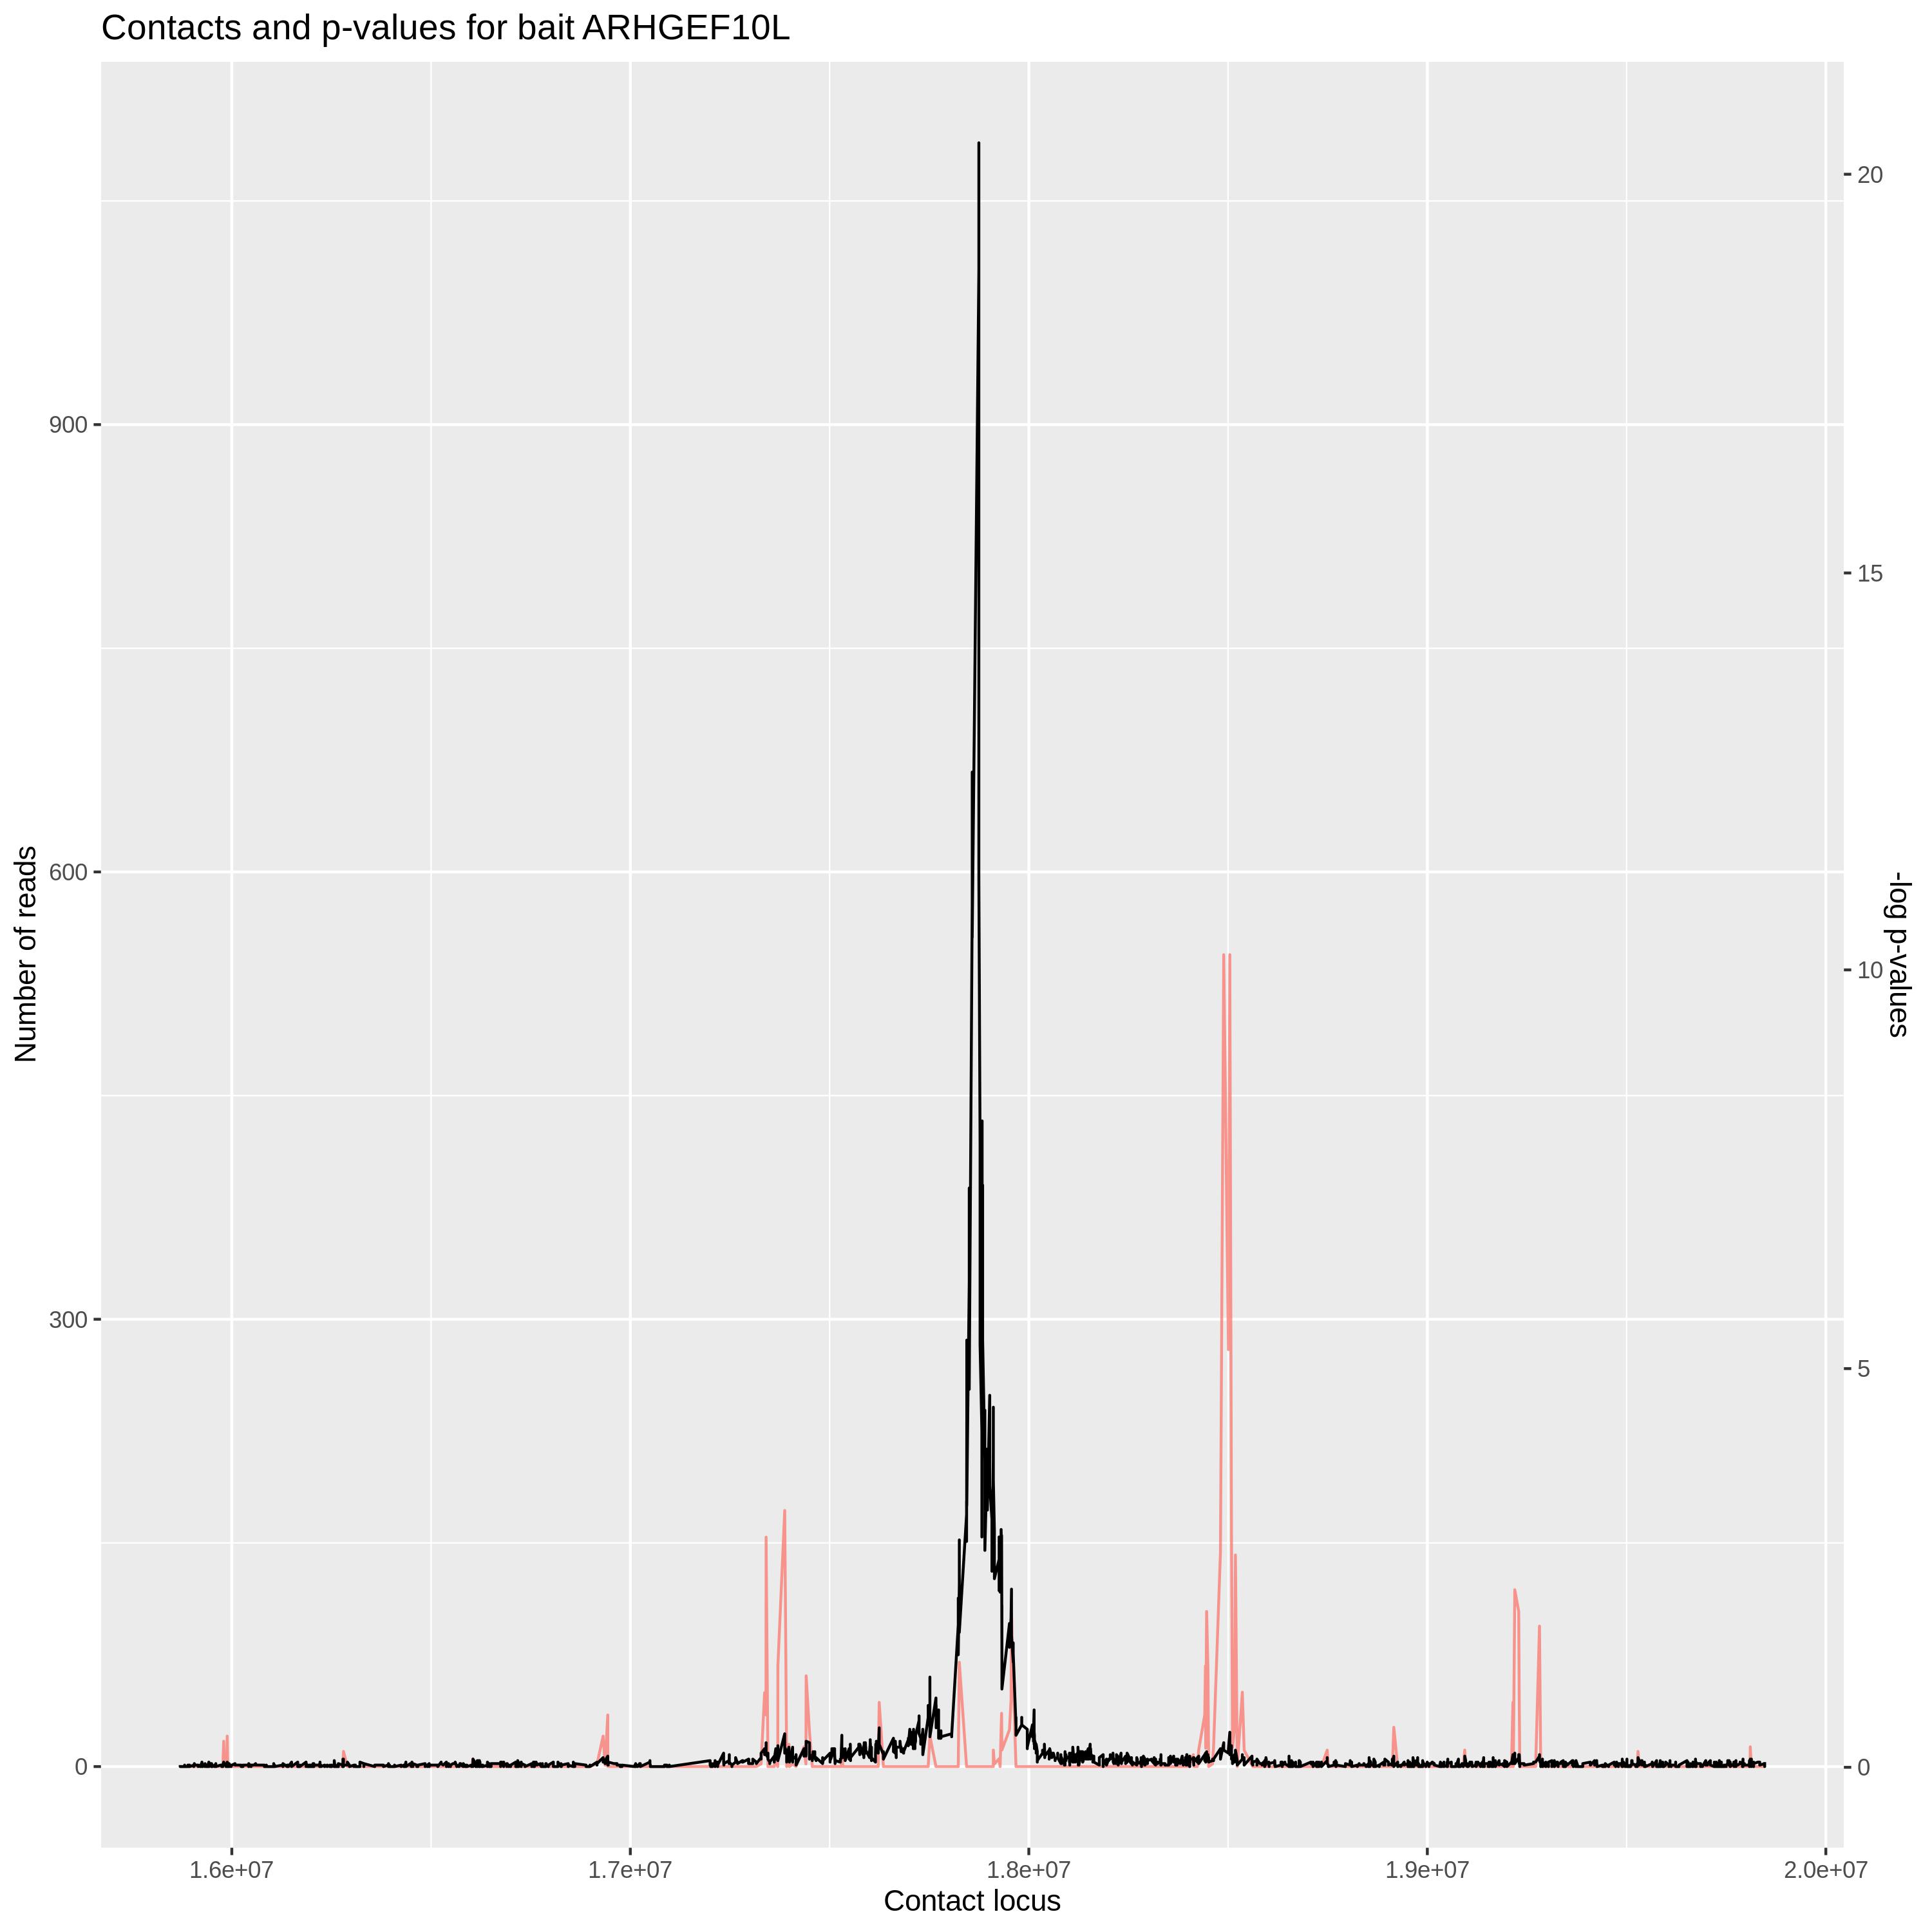 Contacts and p-values for bait ARHGEF10L
Number of reads
900
600
300
0
20
15
10
5
0
-log p-values
1.6e+07
1.7e+07
1.8e+07
1.9e+07
2.0e+07
Contact locus